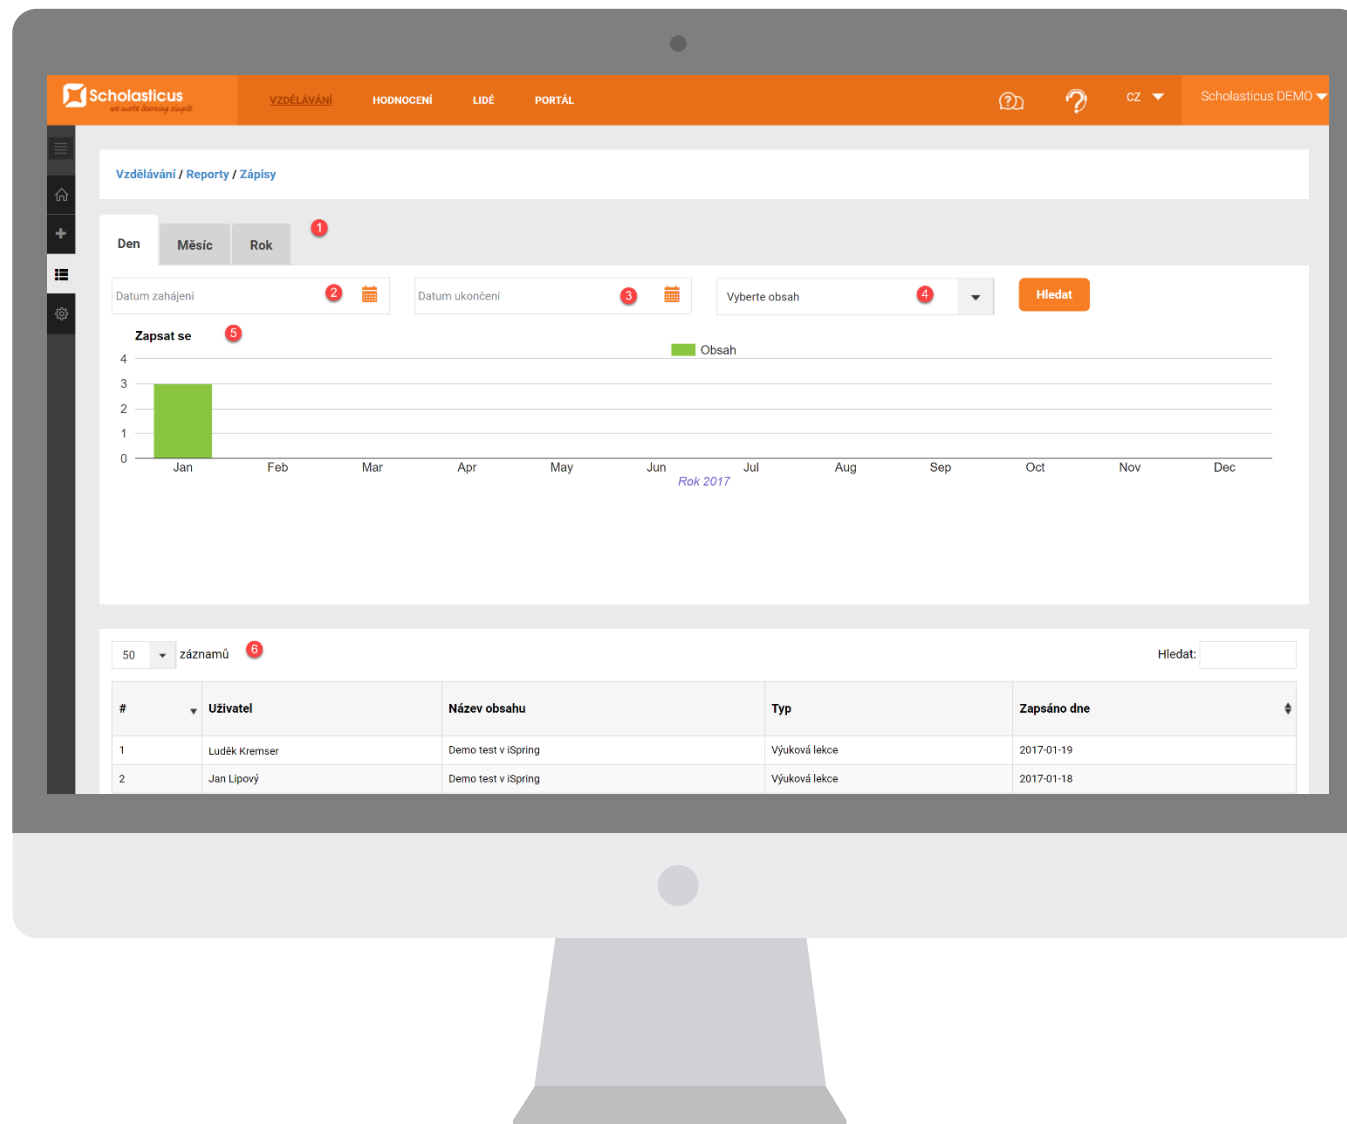 Scholasticus
we make learning simple
VZDĚLÁVÁNÍ HODNOCENÍ LIDÉ PORTÁL
CZ Scholasticus DEMO
Vzdělávání / Reporty / Zápisy
Den Měsíc Rok 1
Datum zahájení 2 Datum ukončení 3 Vyberte obsah 4 Hledat
Zapsat se 5
Obsah
4
3
2
1
0
Jan Feb Mar Apr May Jun Jul Aug Sep Oct Nov Dec
Rok 2017
50 záznamů 6 Hledat:
# Uživatel Název obsahu Typ Zapsáno dne
1 Luděk Kremser Demo test v iSpring Výuková lekce 2017-01-19
2 Jan Lipový Demo test v iSpring Výuková lekce 2017-01-18